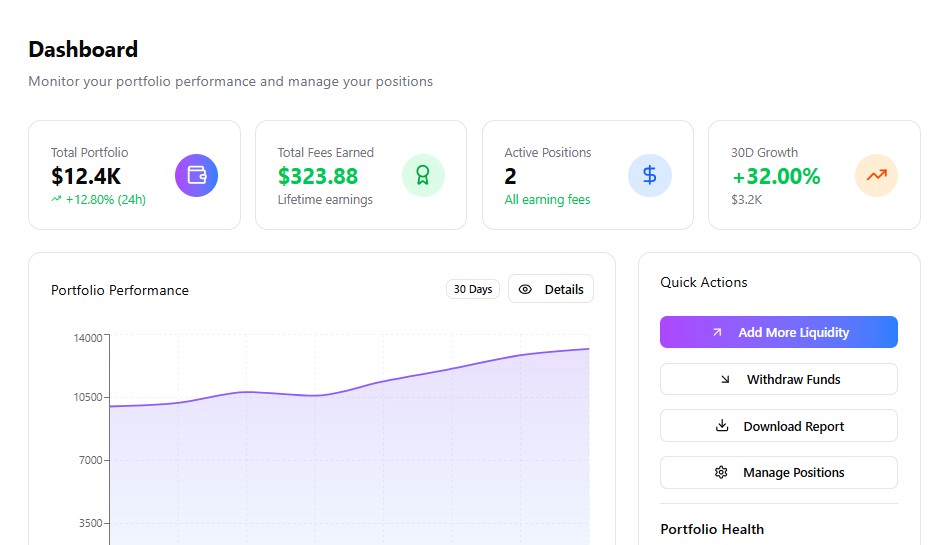 Dashboard
Monitor your portfolio performance and manage your positions
Total Portfolio
$12.4K
+12.80% (24h)
Total Fees Earned
$323.88
Lifetime earnings
Active Positions
2
All earning fees
30D Growth
+32.00%
$3.2K
Portfolio Performance
30 Days
Details
14000
10500
7000
3500
Quick Actions
Add More Liquidity
Withdraw Funds
Download Report
Manage Positions
Portfolio Health